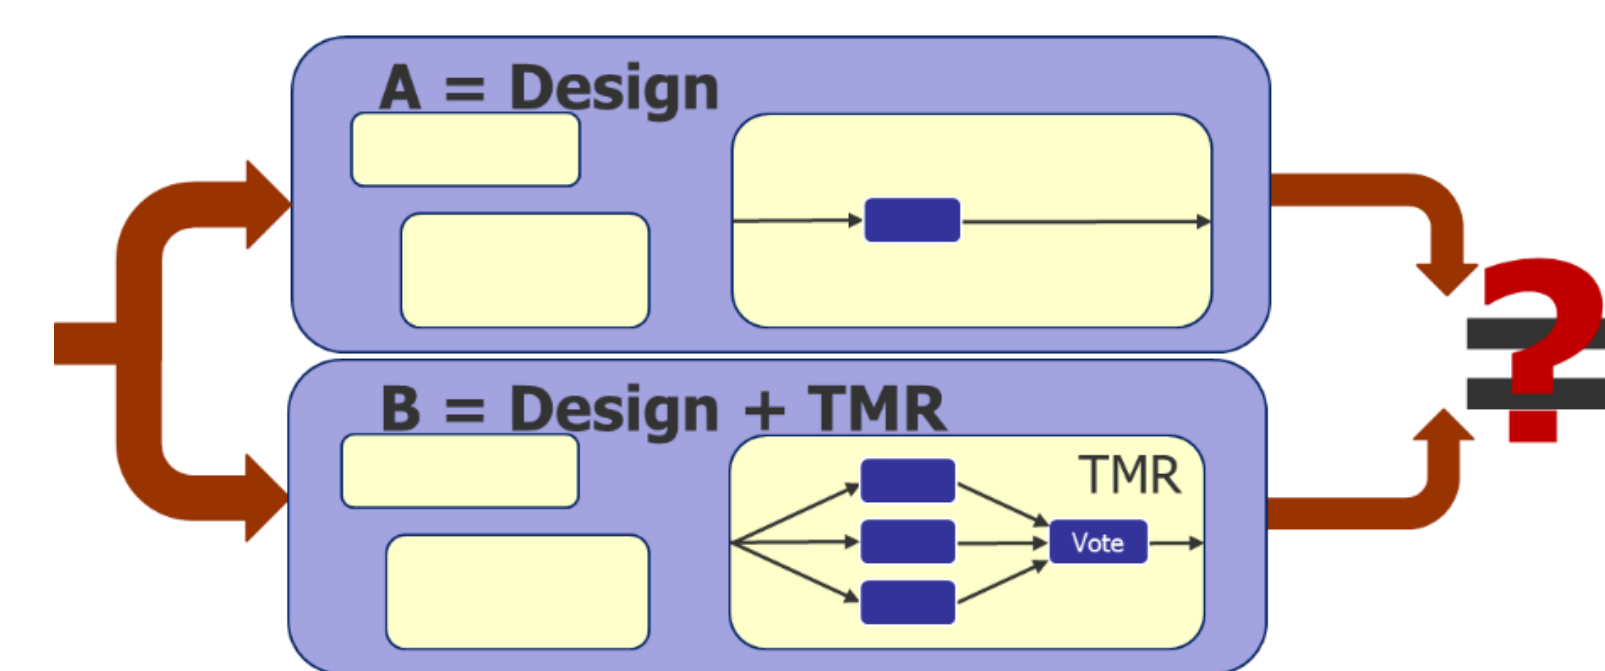 A = Design
B = Design + TMR
TMR
Vote
?
=